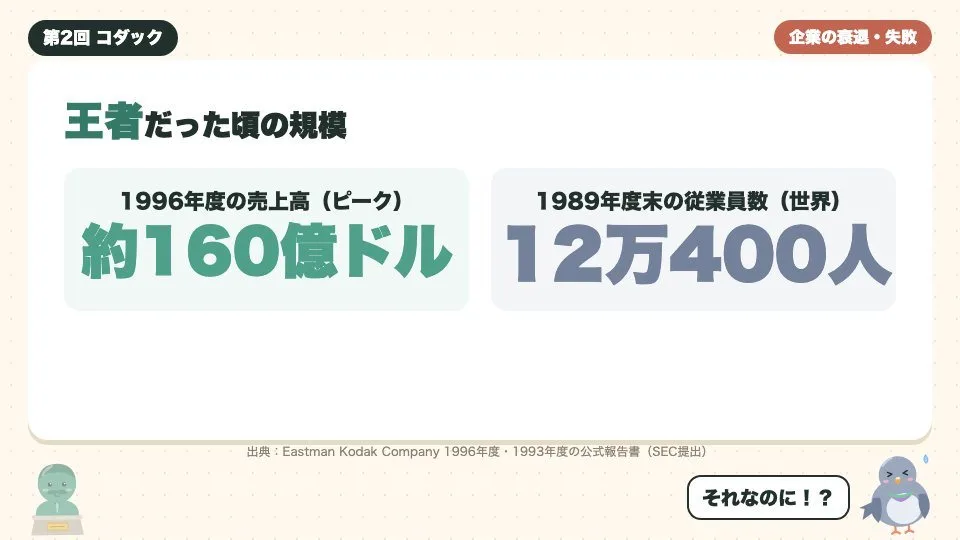 第2回 コダック
企業の衰退・失敗
王者だった頃の規模
1996年度の売上高（ピーク）
約160億ドル
1989年度末の従業員数（世界）
12万400人
出典：Eastman Kodak Company 1996年度・1993年度の公式報告書（SEC提出）
それなのに！？